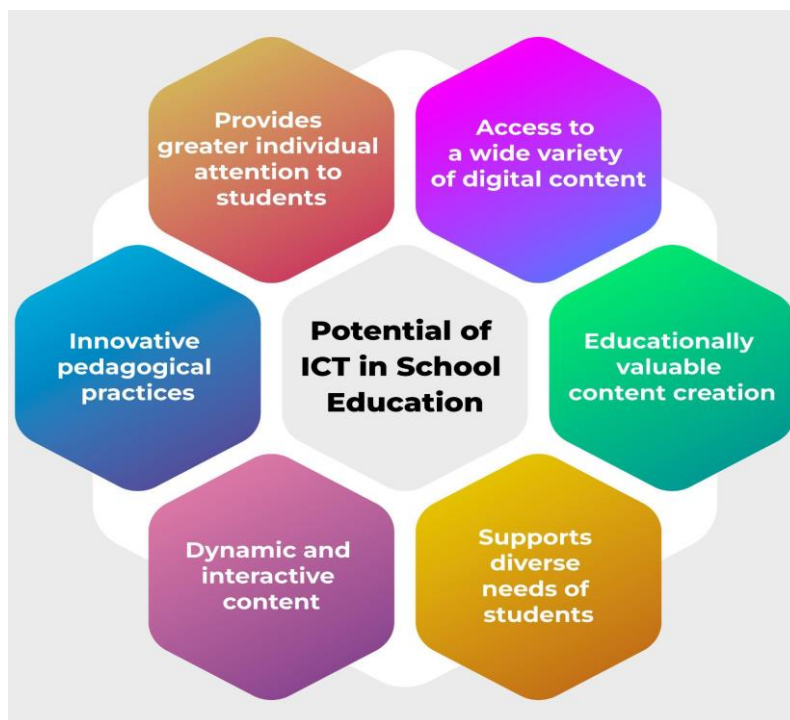 Provides
greater individual
attention to
students
Access to
a wide variety
of digital content
Innovative
pedagogical
practices
Potential of
ICT in School
Education
Educationally
valuable
content creation
Dynamic and
interactive
content
Supports
diverse
needs of
students